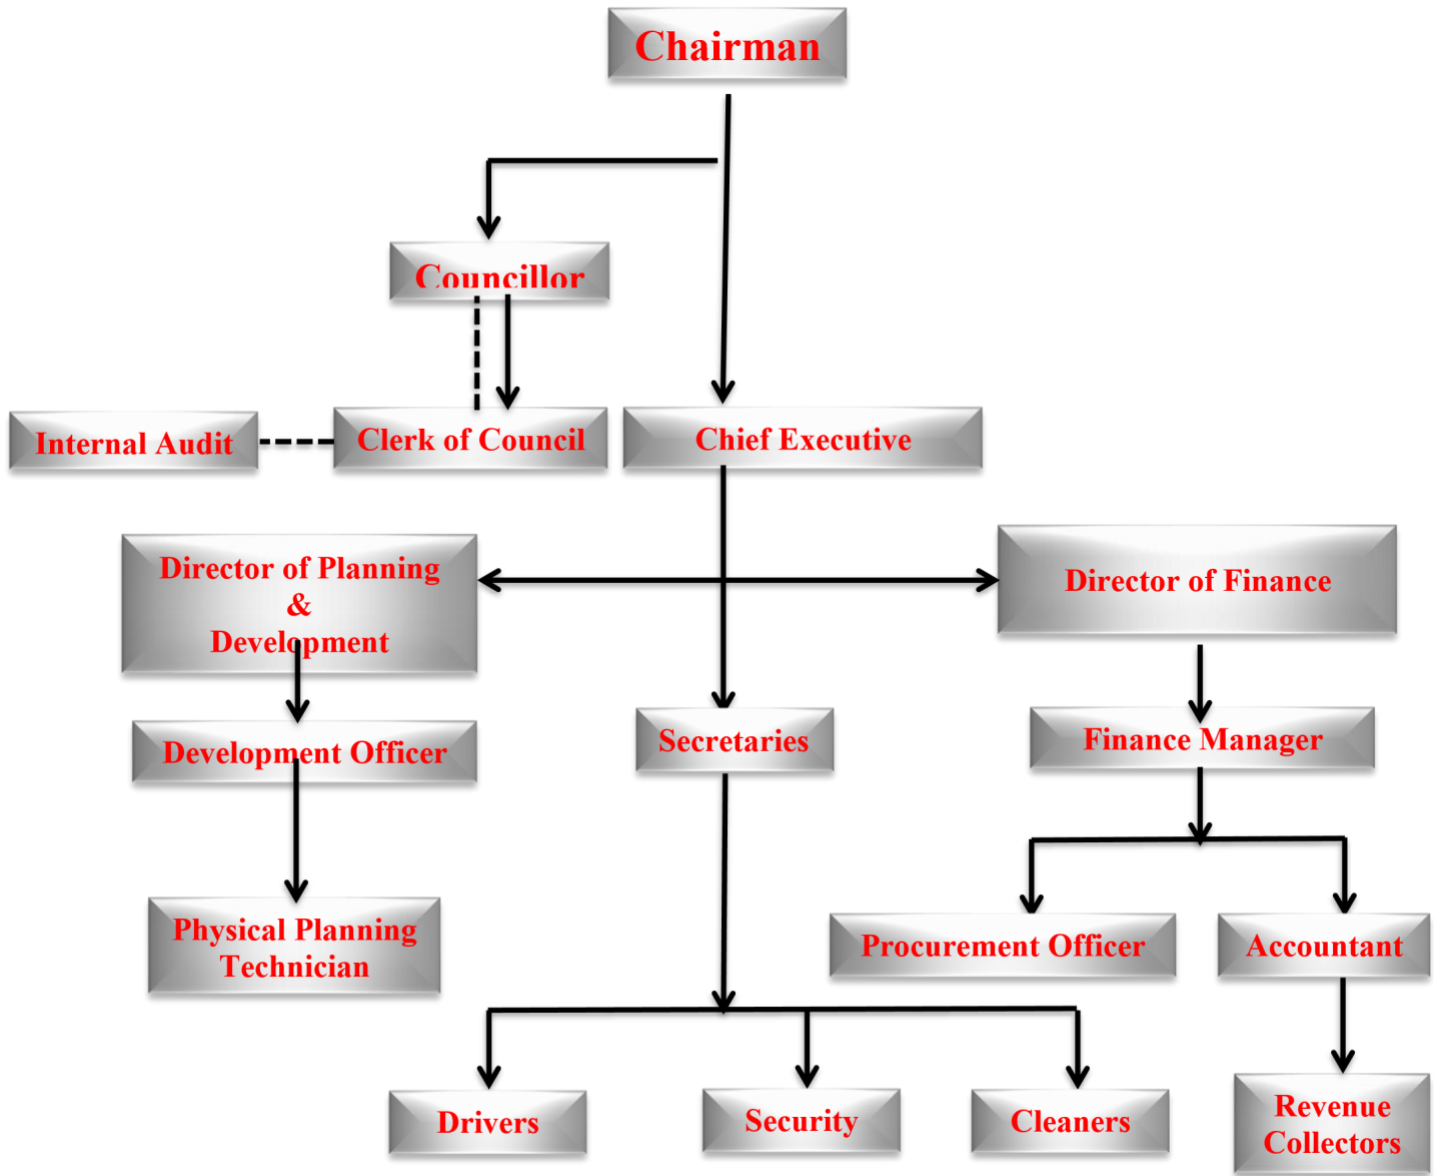 Chairman
Councillor
Internal Audit
Clerk of Council
Chief Executive
Director of Planning
&
Development
Director of Finance
Development Officer
Secretaries
Finance Manager
Physical Planning
Technician
Procurement Officer
Accountant
Drivers
Security
Cleaners
Revenue
Collectors